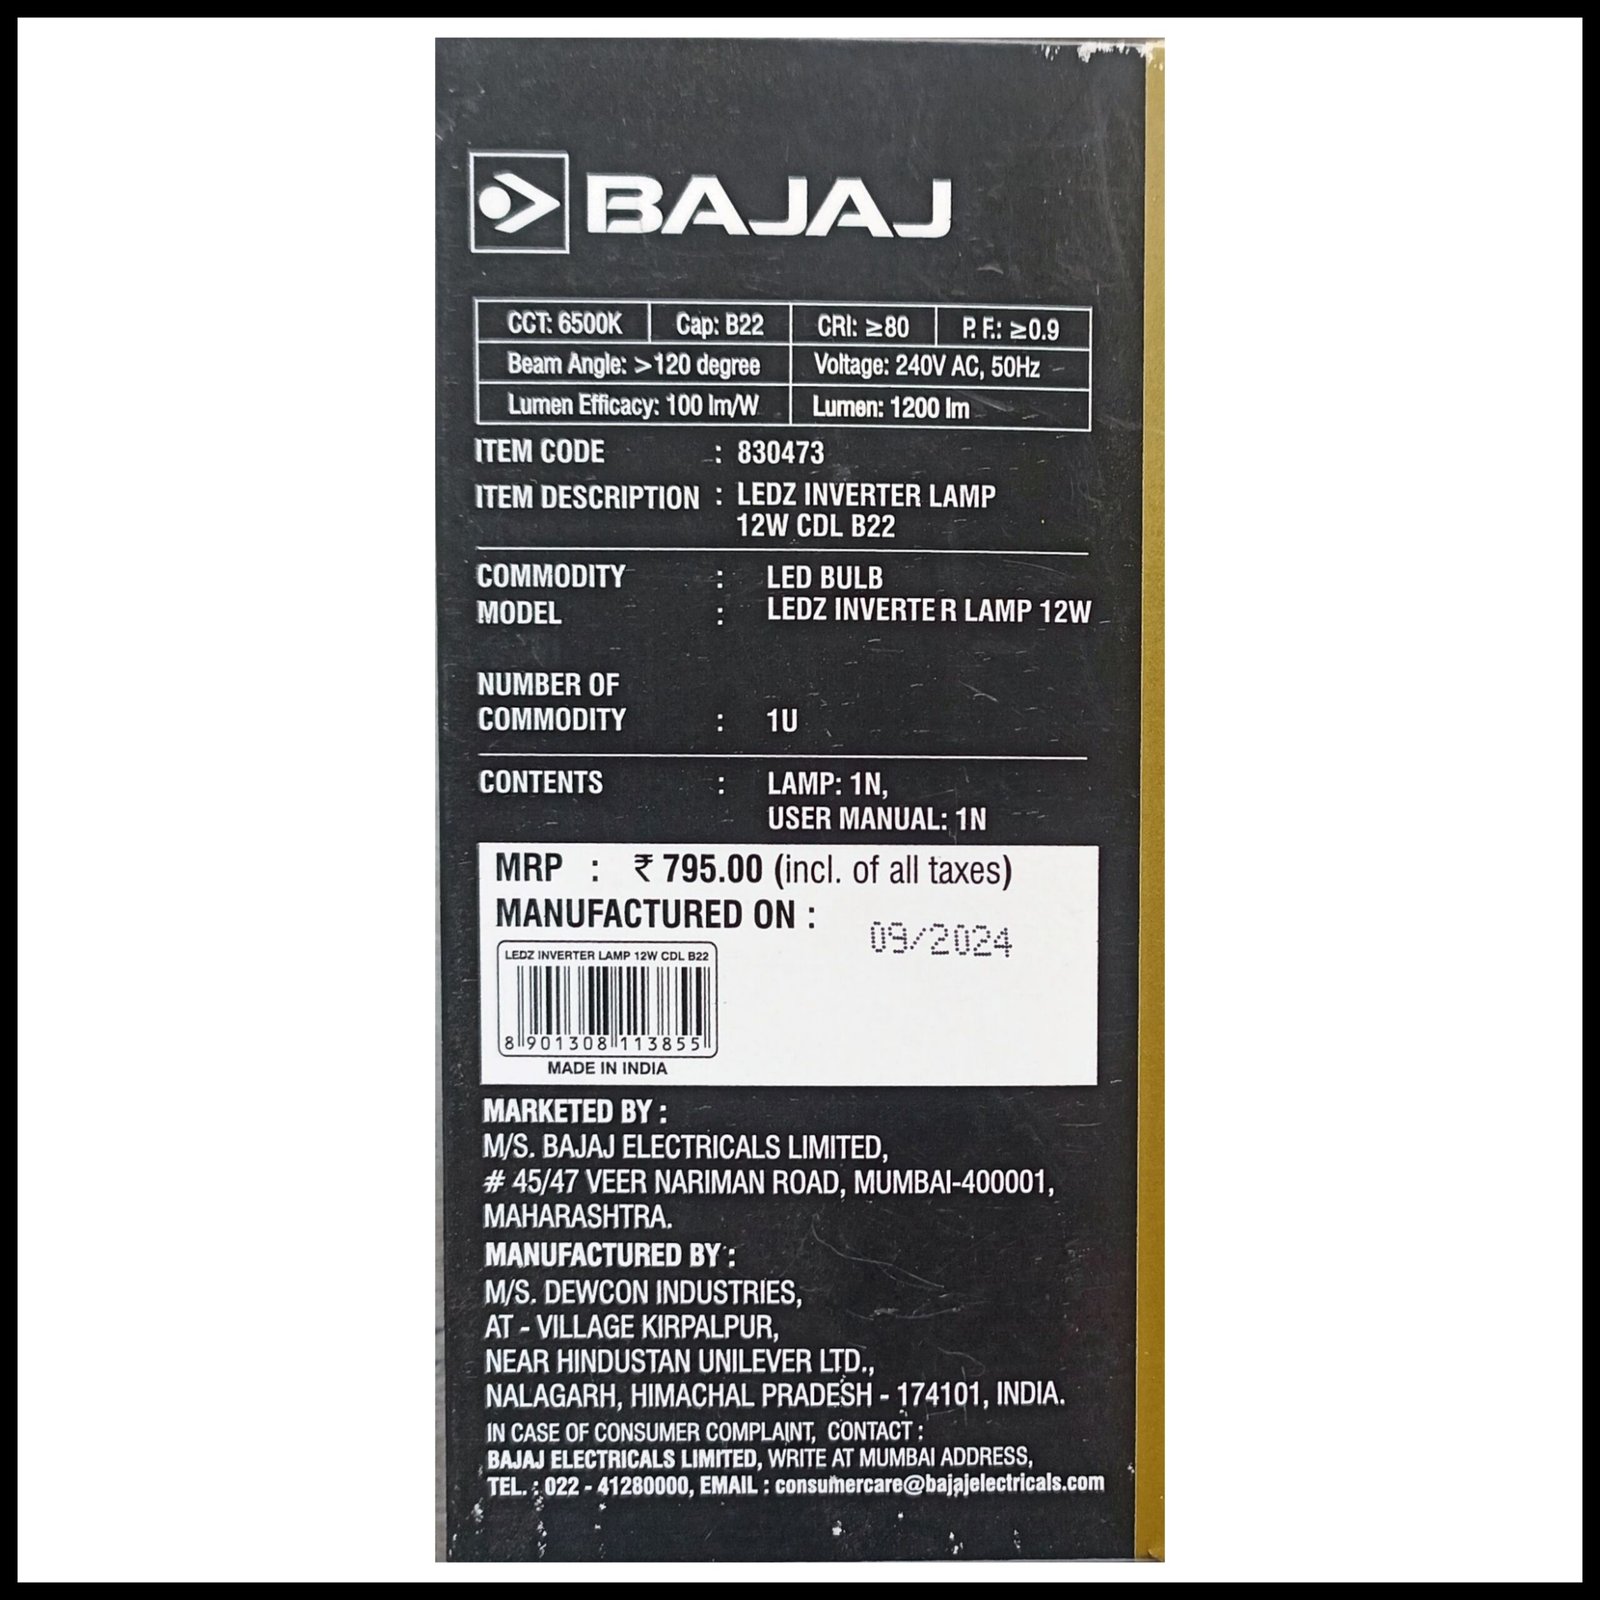 BAJAJ
CCT: 6500K Cap: B22 CRI: ≥80 P. F.: ≥0.9
Beam Angle: >120 degree Voltage: 240V AC, 50Hz
Lumen Efficacy: 100 lm/W Lumen: 1200 lm
ITEM CODE : 830473
ITEM DESCRIPTION : LEDZ INVERTER LAMP
12W CDL B22
COMMODITY : LED BULB
MODEL : LEDZ INVERTER LAMP 12W
NUMBER OF
COMMODITY : 1U
CONTENTS : LAMP: 1N,
USER MANUAL: 1N
MRP : ₹ 795.00 (incl. of all taxes)
MANUFACTURED ON :
09/2024
LEDZ INVERTER LAMP 12W CDL B22
8 901308 113855
MADE IN INDIA
MARKETED BY :
M/S. BAJAJ ELECTRICALS LIMITED,
# 45/47 VEER NARIMAN ROAD, MUMBAI-400001,
MAHARASHTRA.
MANUFACTURED BY :
M/S. DEWCON INDUSTRIES,
AT - VILLAGE KIRPALPUR,
NEAR HINDUSTAN UNILEVER LTD.,
NALAGARH, HIMACHAL PRADESH - 174101, INDIA.
IN CASE OF CONSUMER COMPLAINT, CONTACT :
BAJAJ ELECTRICALS LIMITED, WRITE AT MUMBAI ADDRESS,
TEL. : 022 - 41280000, EMAIL : consumercare@bajajelectricals.com